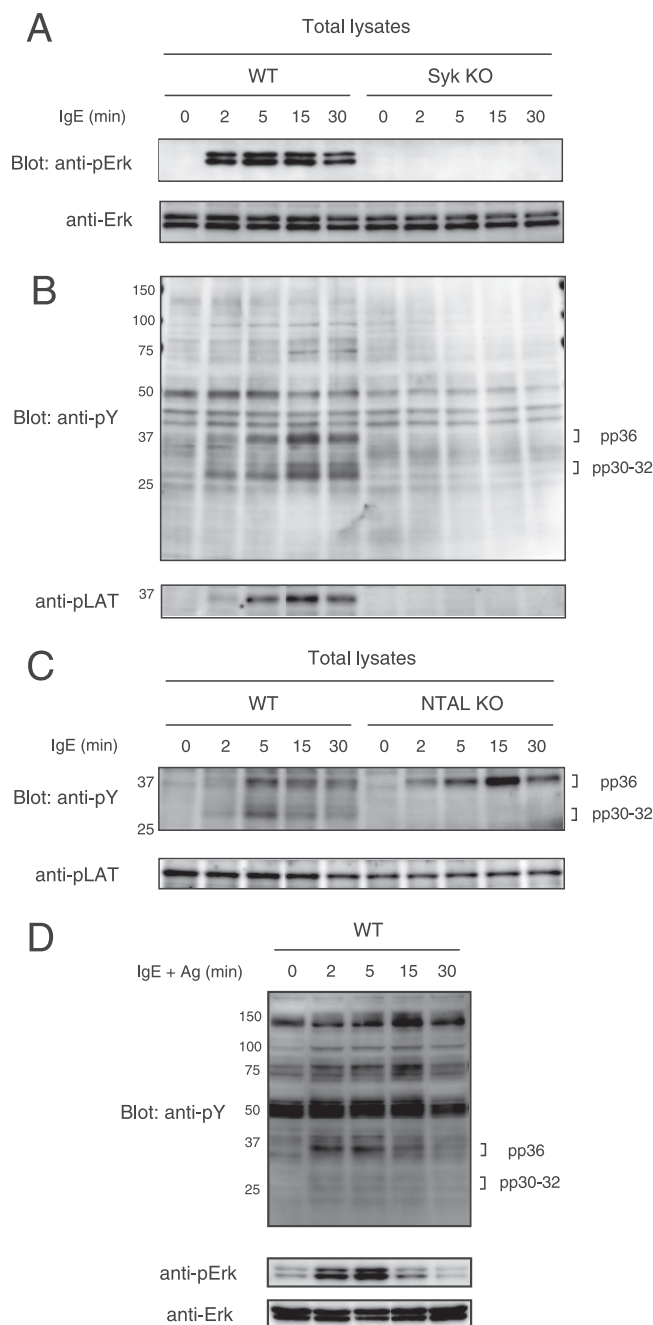 A
Total lysates
WT Syk KO
IgE (min) 0 2 5 15 30 0 2 5 15 30
Blot: anti-pErk
anti-Erk
B
150
100
75
50
Blot: anti-pY
37 pp36
pp30-32
25
anti-pLAT 37
C
Total lysates
WT NTAL KO
IgE (min) 0 2 5 15 30 0 2 5 15 30
37 pp36
Blot: anti-pY
pp30-32
25
anti-pLAT
D
WT
IgE + Ag (min) 0 2 5 15 30
150
100
75
Blot: anti-pY 50
37 pp36
pp30-32
25
anti-pErk
anti-Erk